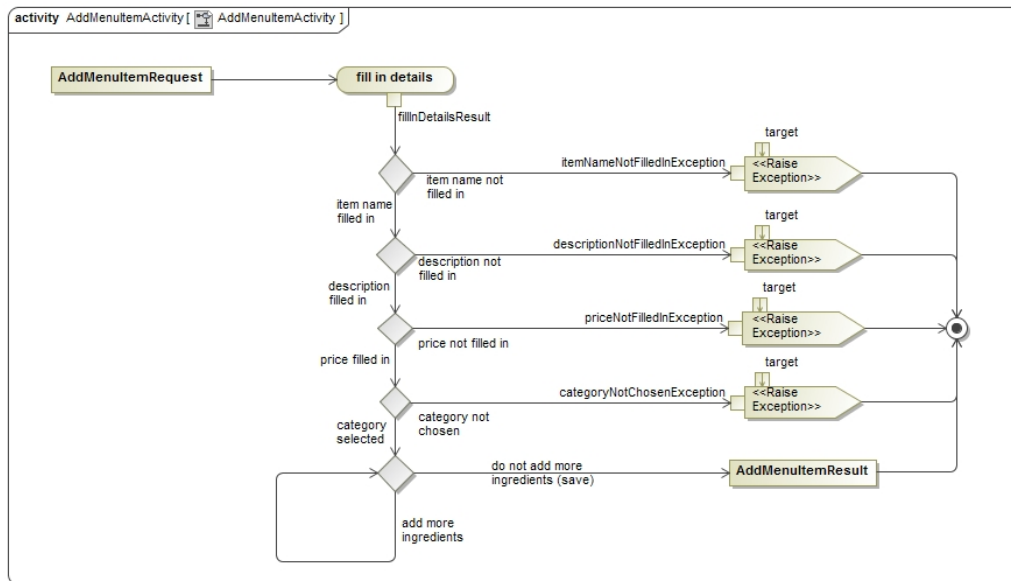 activity AddMenuItemActivity [ AddMenuItemActivity ]
AddMenuItemRequest
fill in details
fillInDetailsResult
target
itemNameNotFilledInException
<<Raise
Exception>>
item name not
filled in
item name
filled in
target
descriptionNotFilledInException
<<Raise
Exception>>
description not
filled in
description
filled in
target
priceNotFilledInException
<<Raise
Exception>>
price not filled in
price filled in
target
categoryNotChosenException
<<Raise
Exception>>
category not
chosen
category
selected
do not add more
ingredients (save)
AddMenuItemResult
add more
ingredients